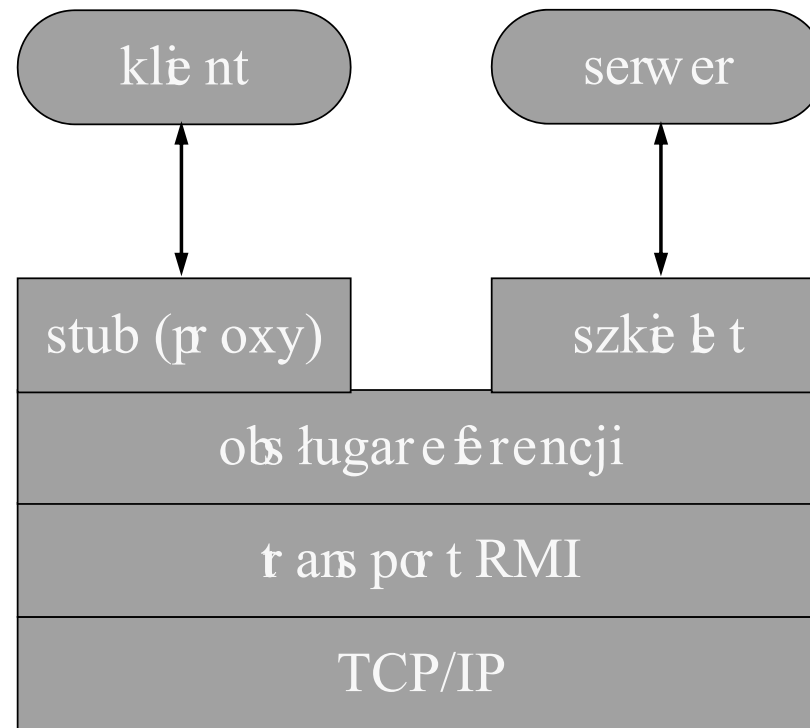 klient
serwer
stub (proxy)
szkielet
obsługa referencji
transport RMI
TCP/IP